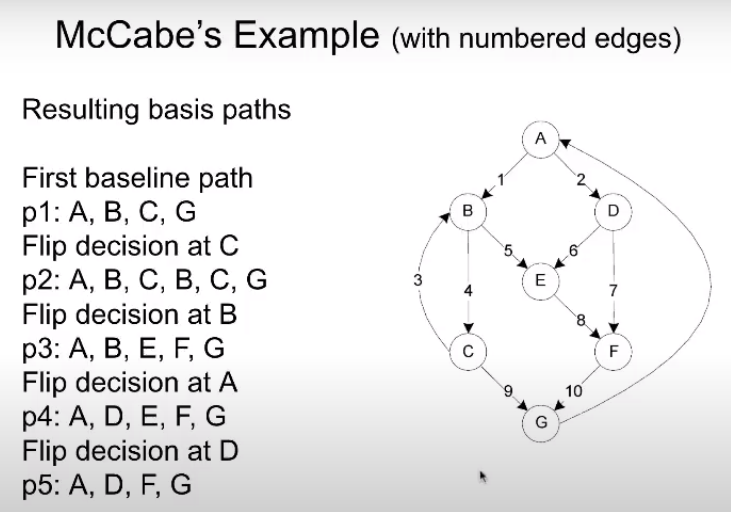 McCabe's Example (with numbered edges)
Resulting basis paths
First baseline path
p1: A, B, C, G
Flip decision at C
p2: A, B, C, B, C, G
Flip decision at B
p3: A, B, E, F, G
Flip decision at A
p4: A, D, E, F, G
Flip decision at D
p5: A, D, F, G
A
1
2
B
D
5
6
3
4
E
7
8
C
F
9
10
G